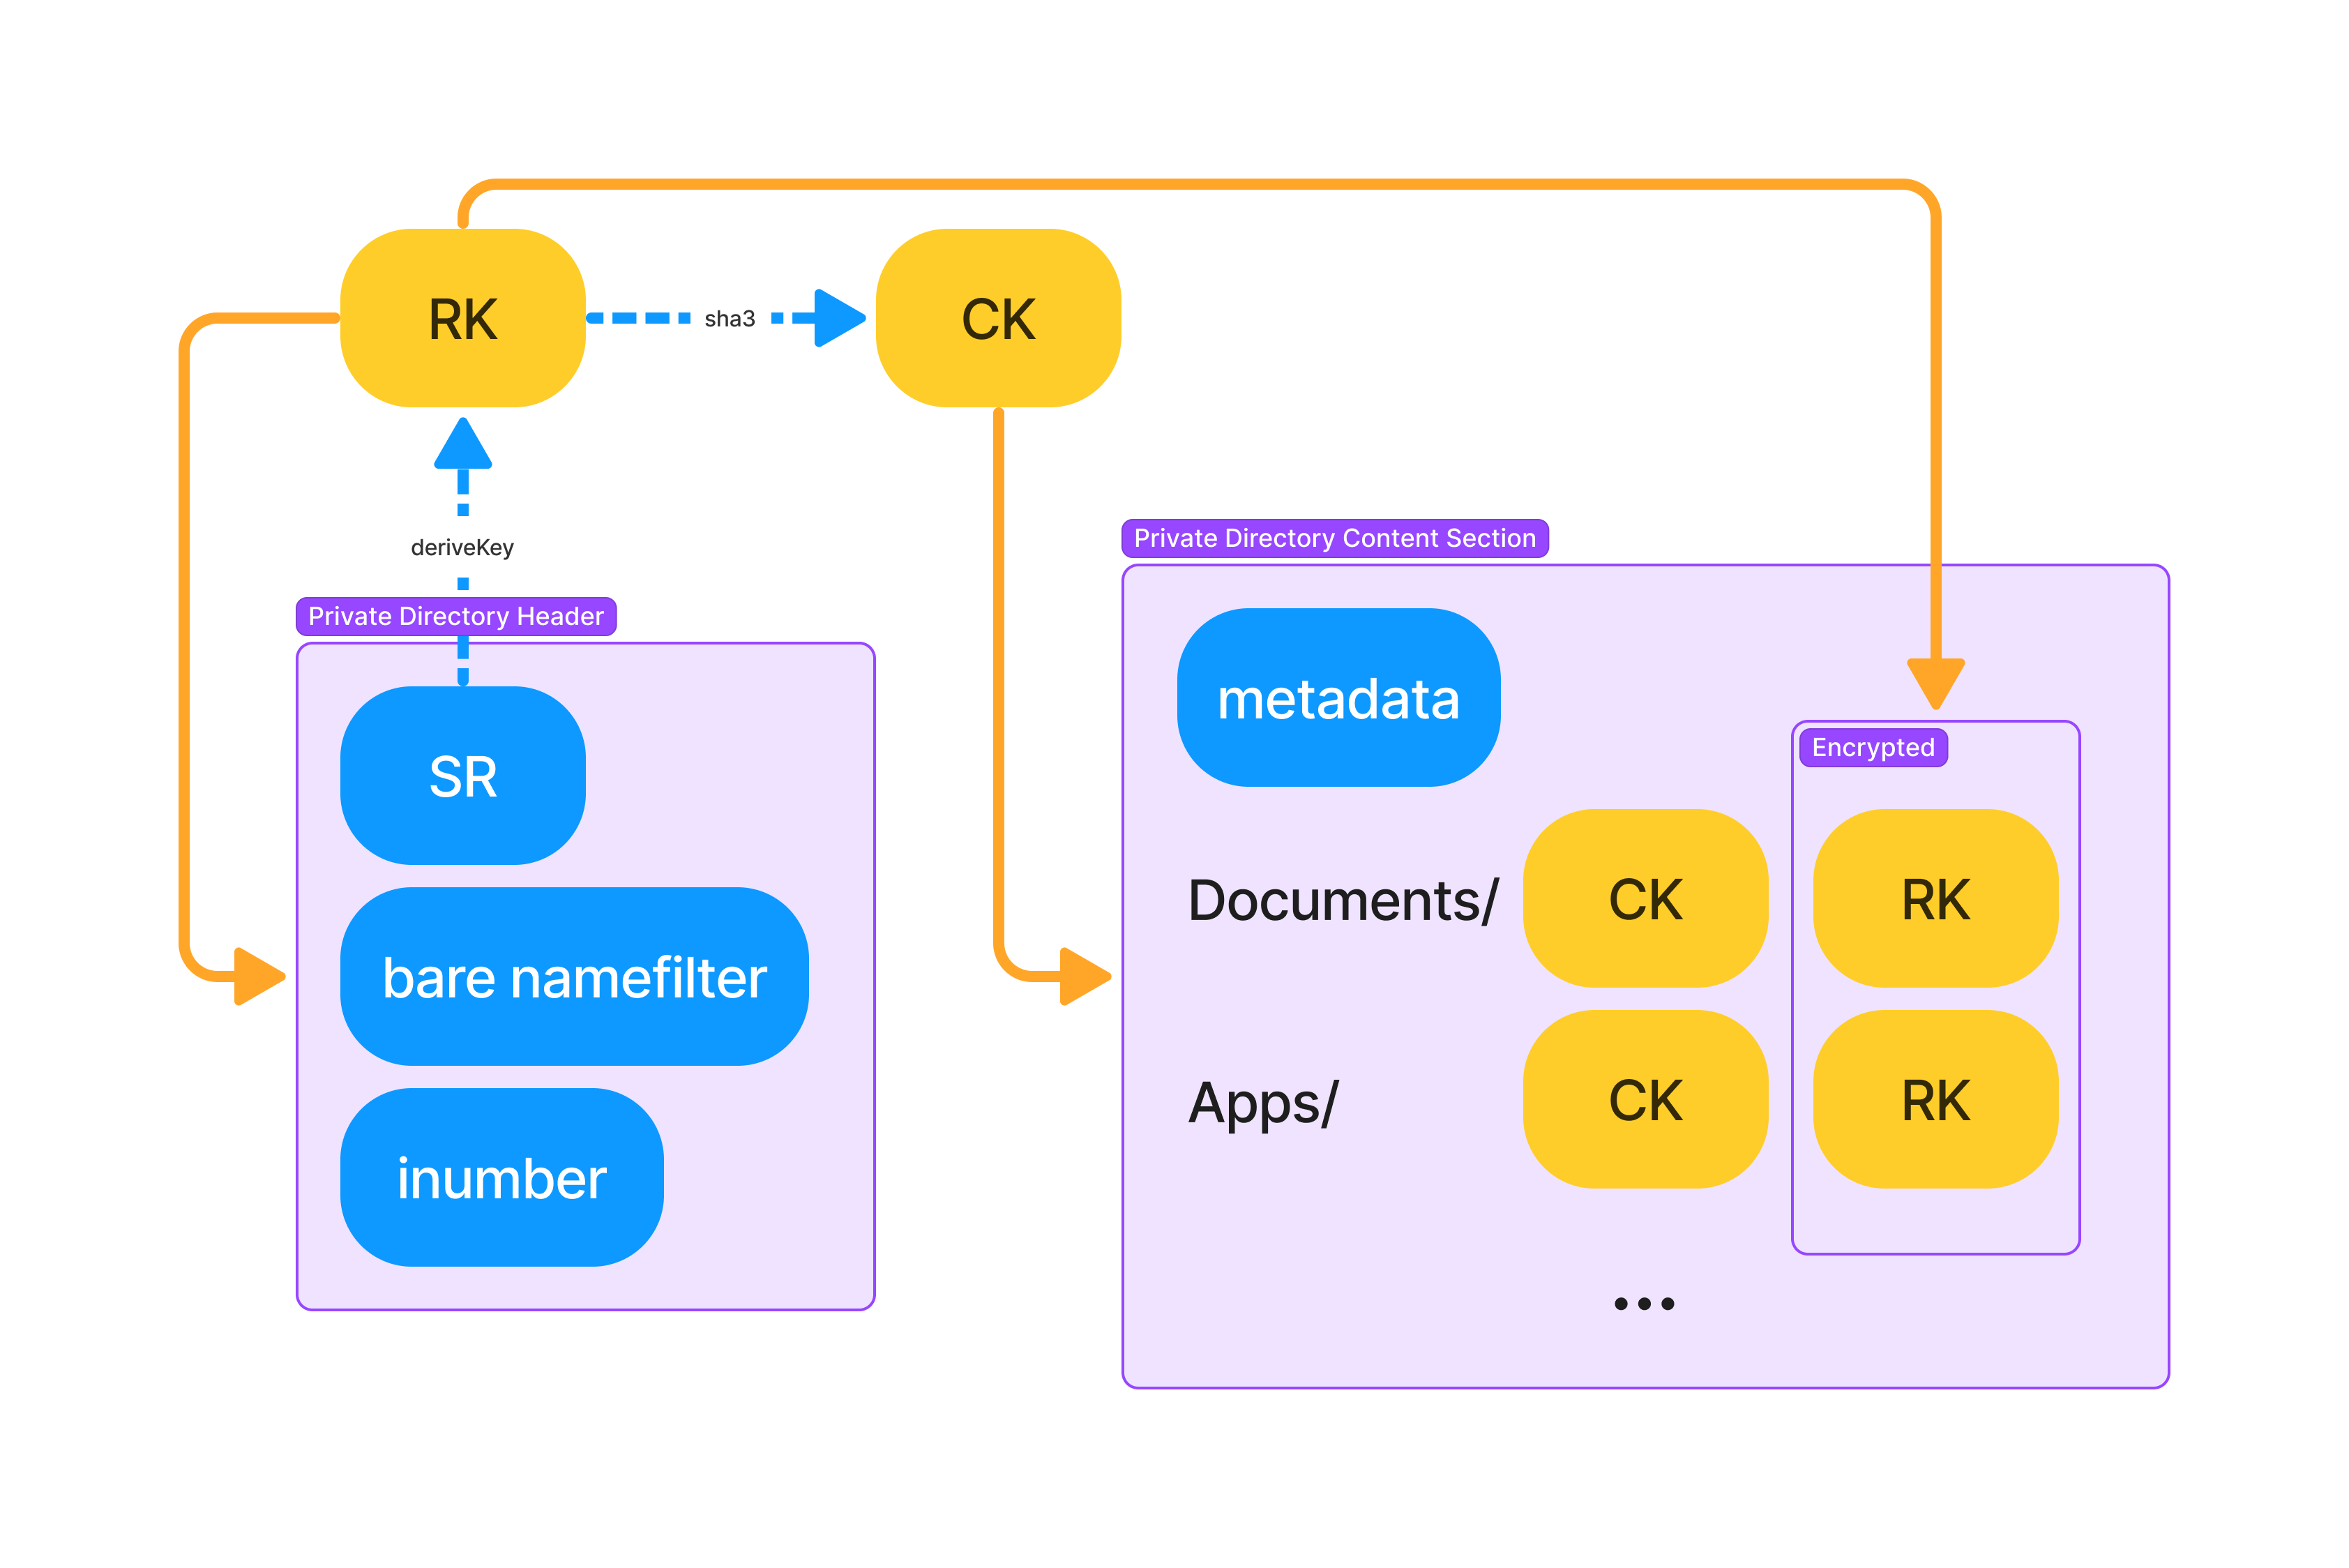 RK
sha3
CK
deriveKey
Private Directory Header
SR
bare namefilter
inumber
Private Directory Content Section
metadata
Encrypted
Documents/ CK RK
Apps/ CK RK
...